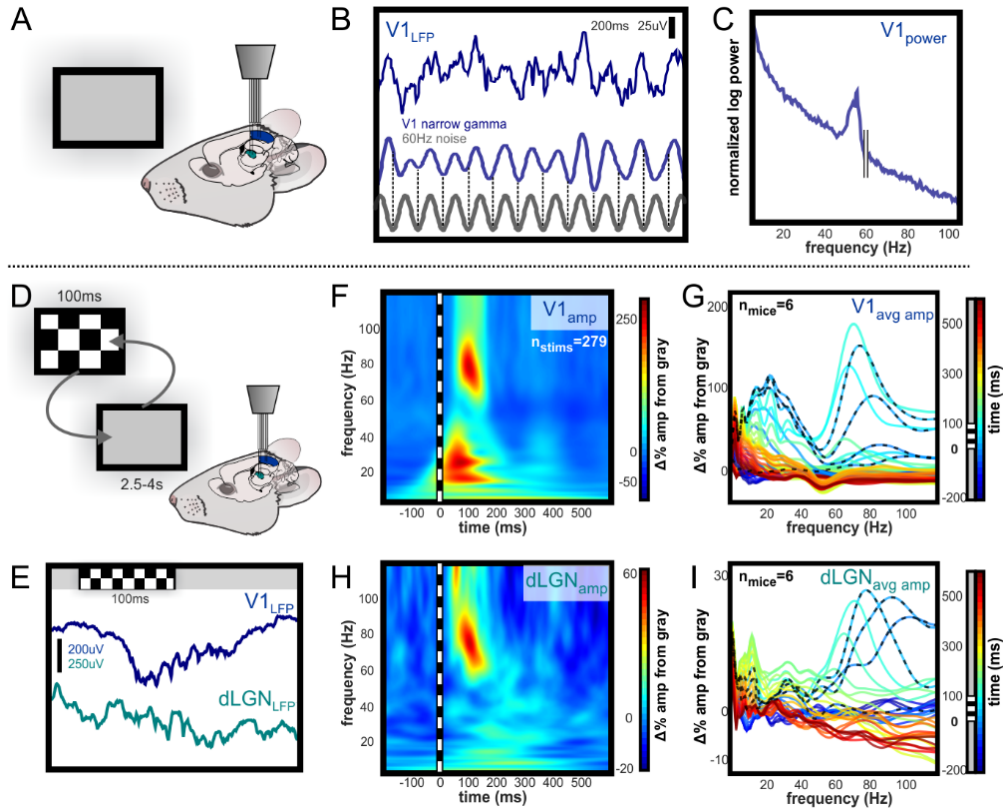 A
B
V1LFP
200ms 25uV
V1 narrow gamma
60Hz noise
C
V1power
normalized log power
20 40 60 80 100
frequency (Hz)
D
100ms
2.5-4s
E
100ms
V1LFP
200uV
250uV
dLGNLFP
F
V1amp
nstims=279
frequency (Hz)
100
80
60
40
20
-100 0 100 200 300 400 500
time (ms)
250
0
-50
Δ% amp from gray
G
nmice=6
V1avg amp
Δ% amp from gray
200
100
0
20 40 60 80 100
frequency (Hz)
500
400
300
200
100
0
-200
time (ms)
H
dLGNamp
frequency (Hz)
100
80
60
40
20
-100 0 100 200 300 400 500
time (ms)
60
0
-20
Δ% amp from gray
I
nmice=6
dLGNavg amp
Δ% amp from gray
30
0
-10
20 40 60 80 100
frequency (Hz)
500
400
300
200
100
0
-200
time (ms)